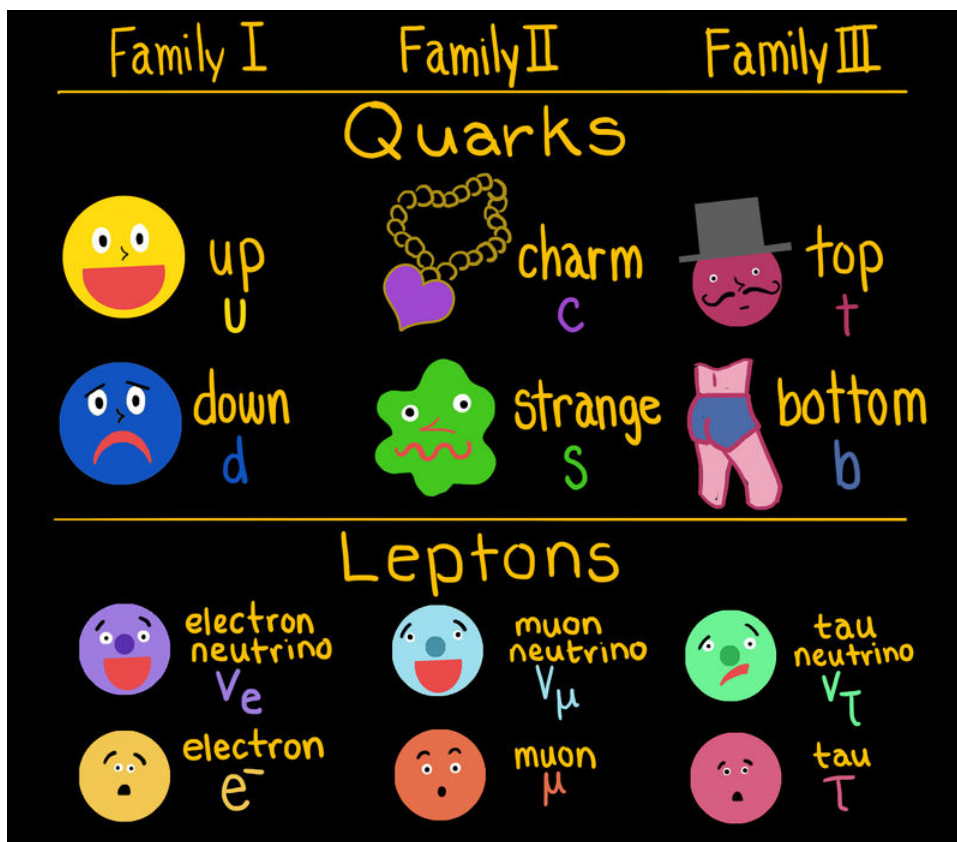 Family I Family II Family III
Quarks
up charm top
u c t
down strange bottom
d s b
Leptons
electron neutrino muon neutrino tau neutrino
νe νμ ντ
electron muon tau
e⁻ μ τ